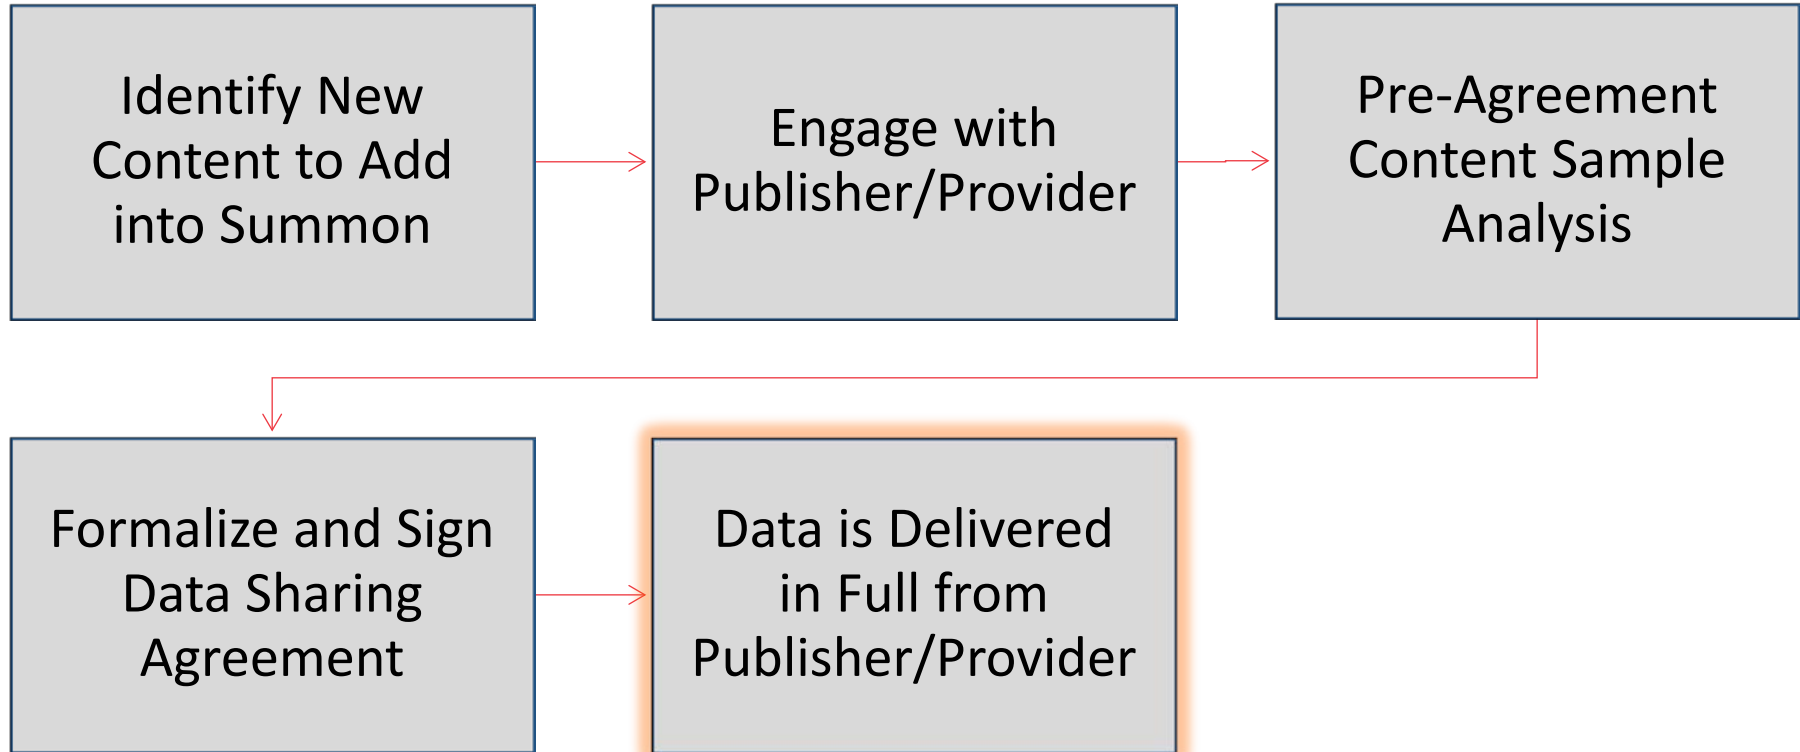 Identify New
Content to Add
into Summon
Engage with
Publisher/Provider
Pre-Agreement
Content Sample
Analysis
Formalize and Sign
Data Sharing
Agreement
Data is Delivered
in Full from
Publisher/Provider